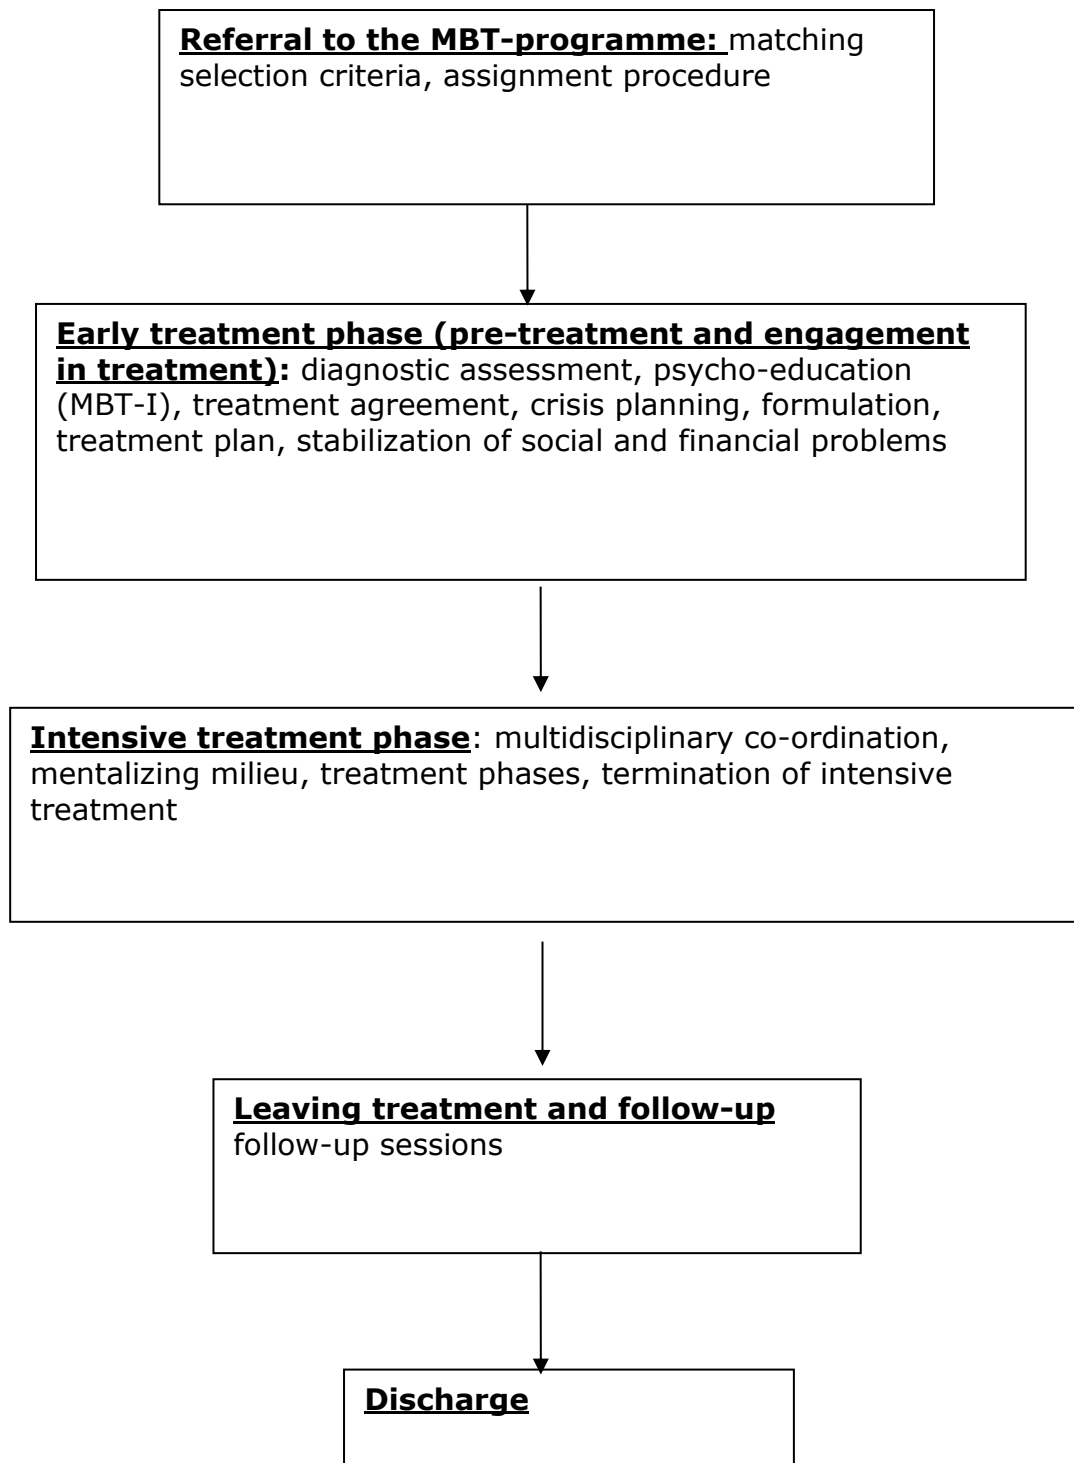 Referral to the MBT-programme: matching
selection criteria, assignment procedure
Early treatment phase (pre-treatment and engagement
in treatment): diagnostic assessment, psycho-education
(MBT-I), treatment agreement, crisis planning, formulation,
treatment plan, stabilization of social and financial problems
Intensive treatment phase: multidisciplinary co-ordination,
mentalizing milieu, treatment phases, termination of intensive
treatment
Leaving treatment and follow-up
follow-up sessions
Discharge